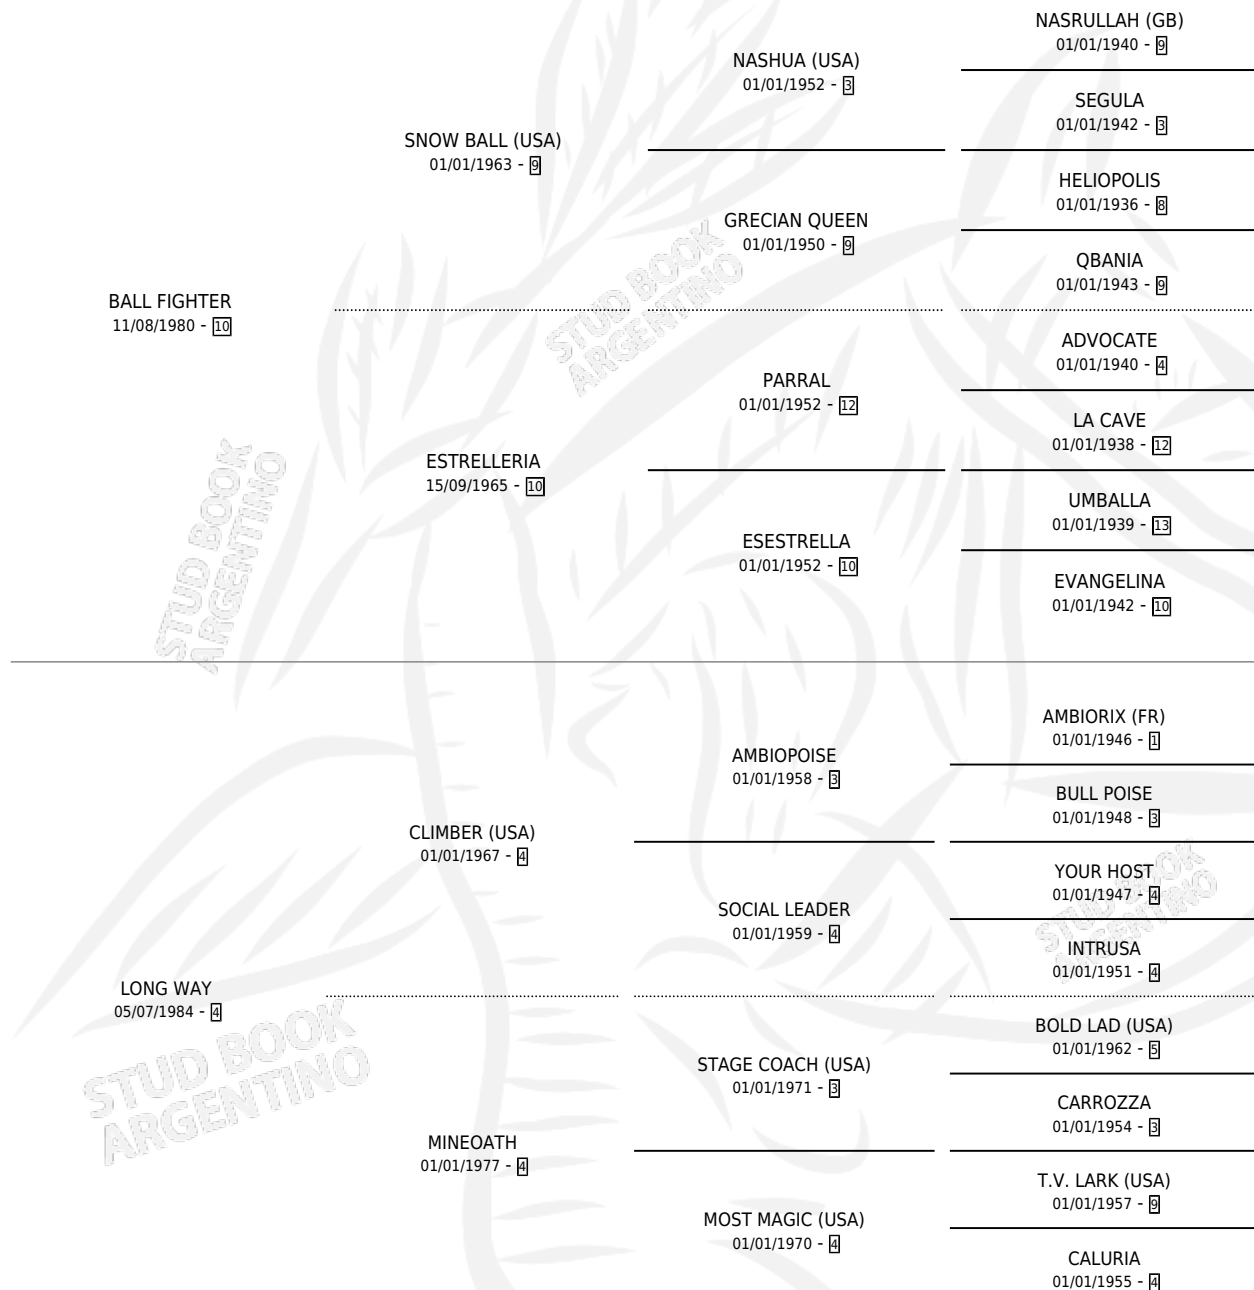 NASRULLAH (GB)
01/01/1940 - 9
NASHUA (USA)
01/01/1952 - 3
SEGULA
01/01/1942 - 3
SNOW BALL (USA)
01/01/1963 - 9
HELIOPOLIS
01/01/1936 - 8
GRECIAN QUEEN
01/01/1950 - 9
QBANIA
01/01/1943 - 9
BALL FIGHTER
11/08/1980 - 10
STUD BOOK
ARGENTINO
ADVOCATE
01/01/1940 - 4
PARRAL
01/01/1952 - 12
LA CAVE
01/01/1938 - 12
ESTRELLERIA
15/09/1965 - 10
UMBALLA
01/01/1939 - 13
ESESTRELLA
01/01/1952 - 10
EVANGELINA
01/01/1942 - 10
STUD BOOK
ARGENTINO
AMBIORIX (FR)
01/01/1946 - 1
AMBIOPOISE
01/01/1958 - 3
BULL POISE
01/01/1948 - 3
CLIMBER (USA)
01/01/1967 - 4
YOUR HOST
01/01/1947 - 4
SOCIAL LEADER
01/01/1959 - 4
INTRUSA
01/01/1951 - 4
STUD BOOK
ARGENTINO
LONG WAY
05/07/1984 - 4
BOLD LAD (USA)
01/01/1962 - 5
STAGE COACH (USA)
01/01/1971 - 3
CARROZZA
01/01/1954 - 3
STUD BOOK
ARGENTINO
MINEOATH
01/01/1977 - 4
T.V. LARK (USA)
01/01/1957 - 9
MOST MAGIC (USA)
01/01/1970 - 4
CALURIA
01/01/1955 - 4